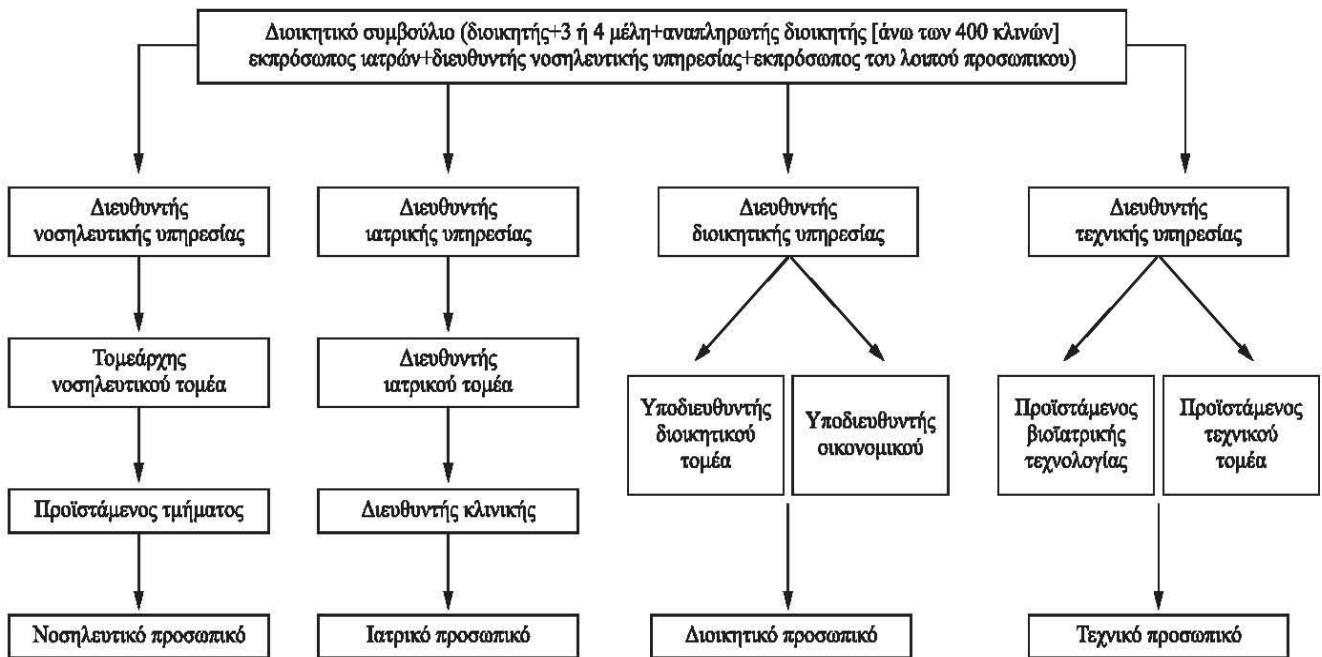 Διοικητικό συμβούλιο (διοικητής+3 ή 4 μέλη+αναπληρωτής διοικητής [άνω των 400 κλινών]
εκπρόσωπος ιατρών+διευθυντής νοσηλευτικής υπηρεσίας+εκπρόσωπος του λοιπού προσωπικου)
Διευθυντής
νοσηλευτικής υπηρεσίας
Διευθυντής
ιατρικής υπηρεσίας
Διευθυντής
διοικητικής υπηρεσίας
Διευθυντής
τεχνικής υπηρεσίας
Τομεάρχης
νοσηλευτικού τομέα
Διευθυντής
ιατρικού τομέα
Υποδιευθυντής
διοικητικού
τομέα
Υποδιευθυντής
οικονομικού
Προϊστάμενος
βιοϊατρικής
τεχνολογίας
Προϊστάμενος
τεχνικού
τομέα
Προϊστάμενος τμήματος
Διευθυντής κλινικής
Νοσηλευτικό προσωπικό
Ιατρικό προσωπικό
Διοικητικό προσωπικό
Τεχνικό προσωπικό